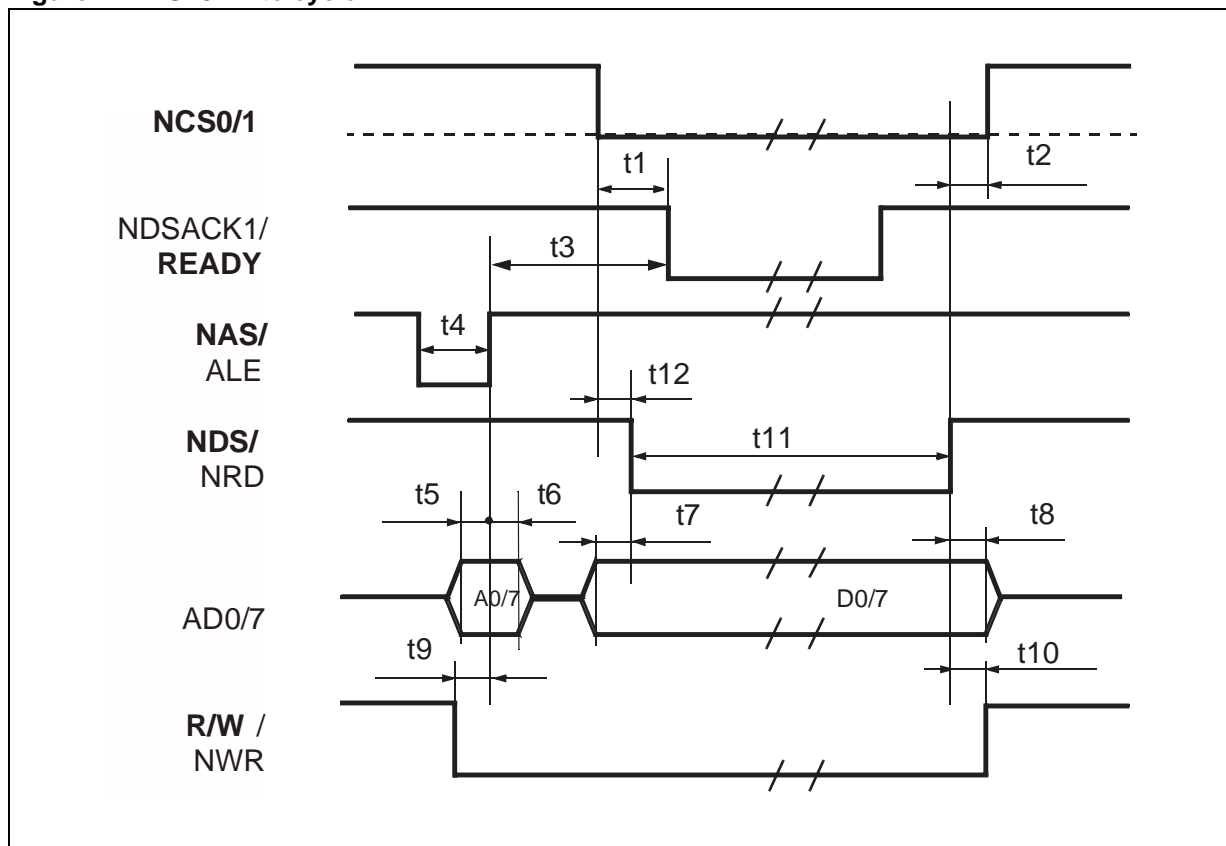 NCS0/1
t1
t2
NDSACK1/
READY
t3
NAS/
ALE
t4
t12
NDS/
NRD
t11
t5
t6
t7
t8
AD0/7
A0/7
D0/7
t9
t10
R/W /
NWR